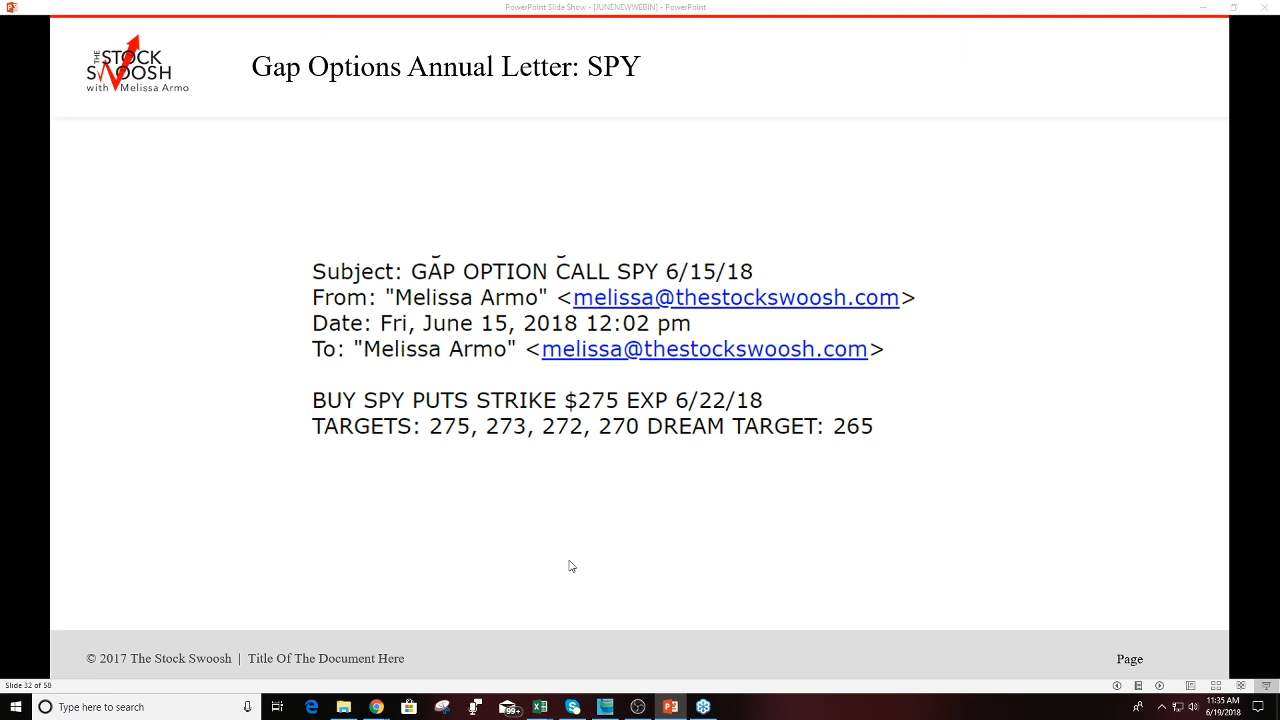 PowerPoint Slide Show - [JUNENEWWEBIN] - PowerPoint
THE STOCK
SWOOSH
with Melissa Armo
Gap Options Annual Letter: SPY
Subject: GAP OPTION CALL SPY 6/15/18
From: "Melissa Armo" <melissa@thestockswoosh.com>
Date: Fri, June 15, 2018 12:02 pm
To: "Melissa Armo" <melissa@thestockswoosh.com>
BUY SPY PUTS STRIKE $275 EXP 6/22/18
TARGETS: 275, 273, 272, 270 DREAM TARGET: 265
© 2017 The Stock Swoosh | Title Of The Document Here
Page
Slide 32 of 58
Type here to search
99+
11:35 AM
6/19/2018